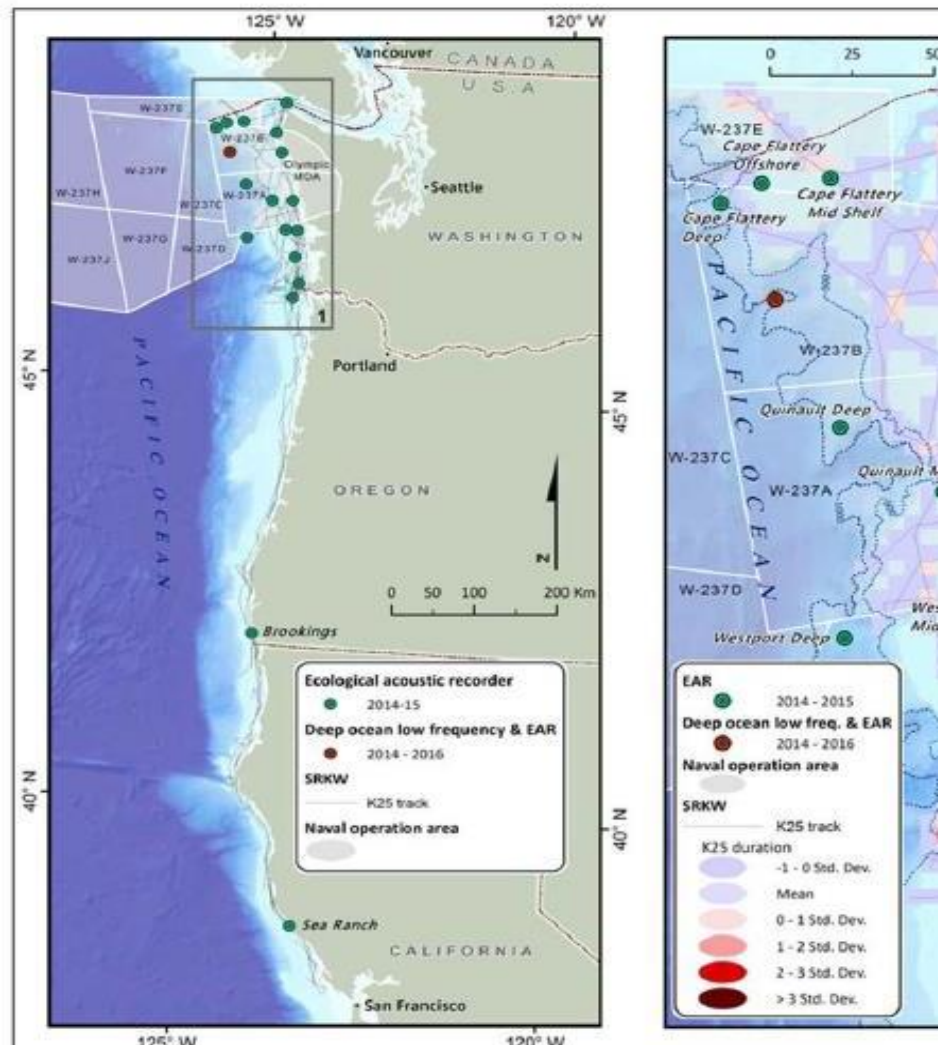 125° W
120° W
Vancouver
CANADA
U.S.A
W-237E
W-237B
W-237F
Olympic
MOA
W-237H
W-237A
W-237C
Seattle
WASHINGTON
W-237G
W-237D
W-237J
1
45° N
PACIFIC OCEAN
Portland
45° N
OREGON
N
0 50 100 200 Km
Brookings
Ecological acoustic recorder
2014-15
Deep ocean low frequency & EAR
2014 - 2016
SRKW
K25 track
Naval operation area
40° N
40° N
Sea Ranch
CALIFORNIA
San Francisco
125° W
120° W
0 25 50
W-237E
Cape Flattery
Offshore
Cape Flattery
Mid Shelf
Cape Flattery
Deep
PACIFIC OCEAN
W-237B
Quinault Deep
W-237C
Quinault M
W-237A
W-237D
Wes
Mid
Westport Deep
EAR
2014 - 2015
Deep ocean low freq. & EAR
2014 - 2016
Naval operation area
SRKW
K25 track
K25 duration
-1 - 0 Std. Dev.
Mean
0 - 1 Std. Dev.
1 - 2 Std. Dev.
2 - 3 Std. Dev.
> 3 Std. Dev.